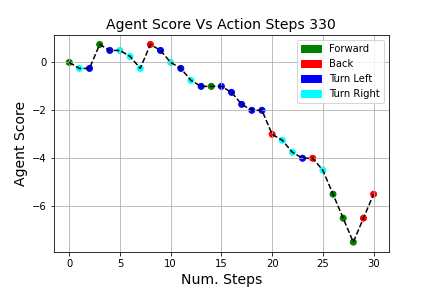 Agent Score Vs Action Steps 330
Forward
Back
Turn Left
Turn Right
Agent Score
0
−2
−4
−6
0
5
10
15
20
25
30
Num. Steps